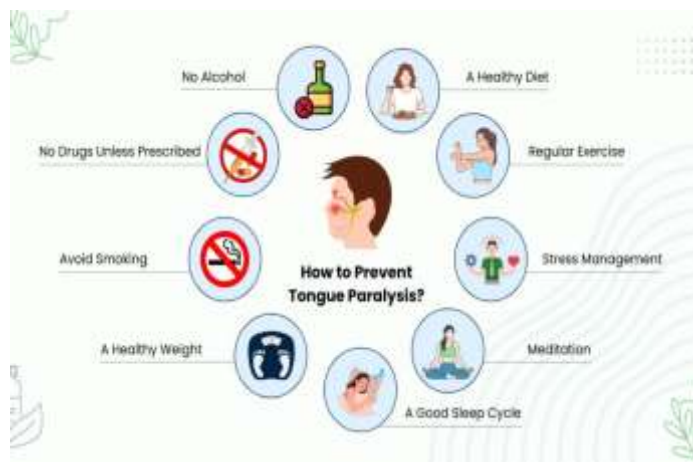 No Alcohol
A Healthy Diet
No Drugs Unless Prescribed
Regular Exercise
Avoid Smoking
Stress Management
How to Prevent
Tongue Paralysis?
A Healthy Weight
Meditation
A Good Sleep Cycle